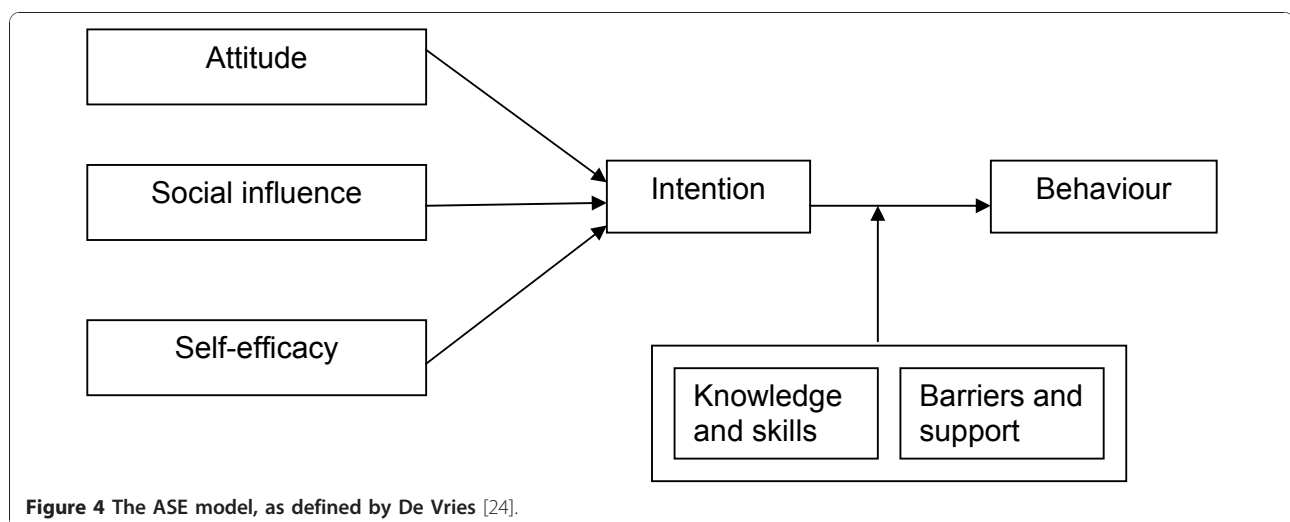 Attitude
Social influence
Intention
Behaviour
Self-efficacy
Knowledge
and skills
Barriers and
support
Figure 4 The ASE model, as defined by De Vries [24].